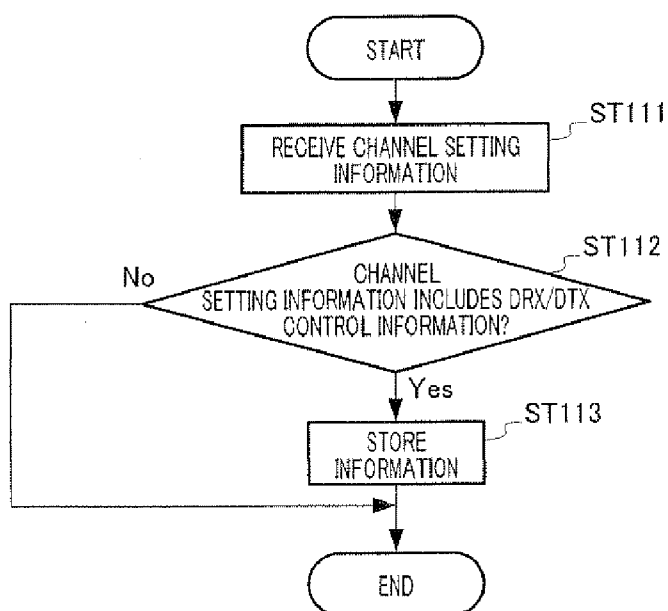 START
ST111
RECEIVE CHANNEL SETTING
INFORMATION
ST112
No
CHANNEL
SETTING INFORMATION INCLUDES DRX/DTX
CONTROL INFORMATION?
Yes
ST113
STORE
INFORMATION
END